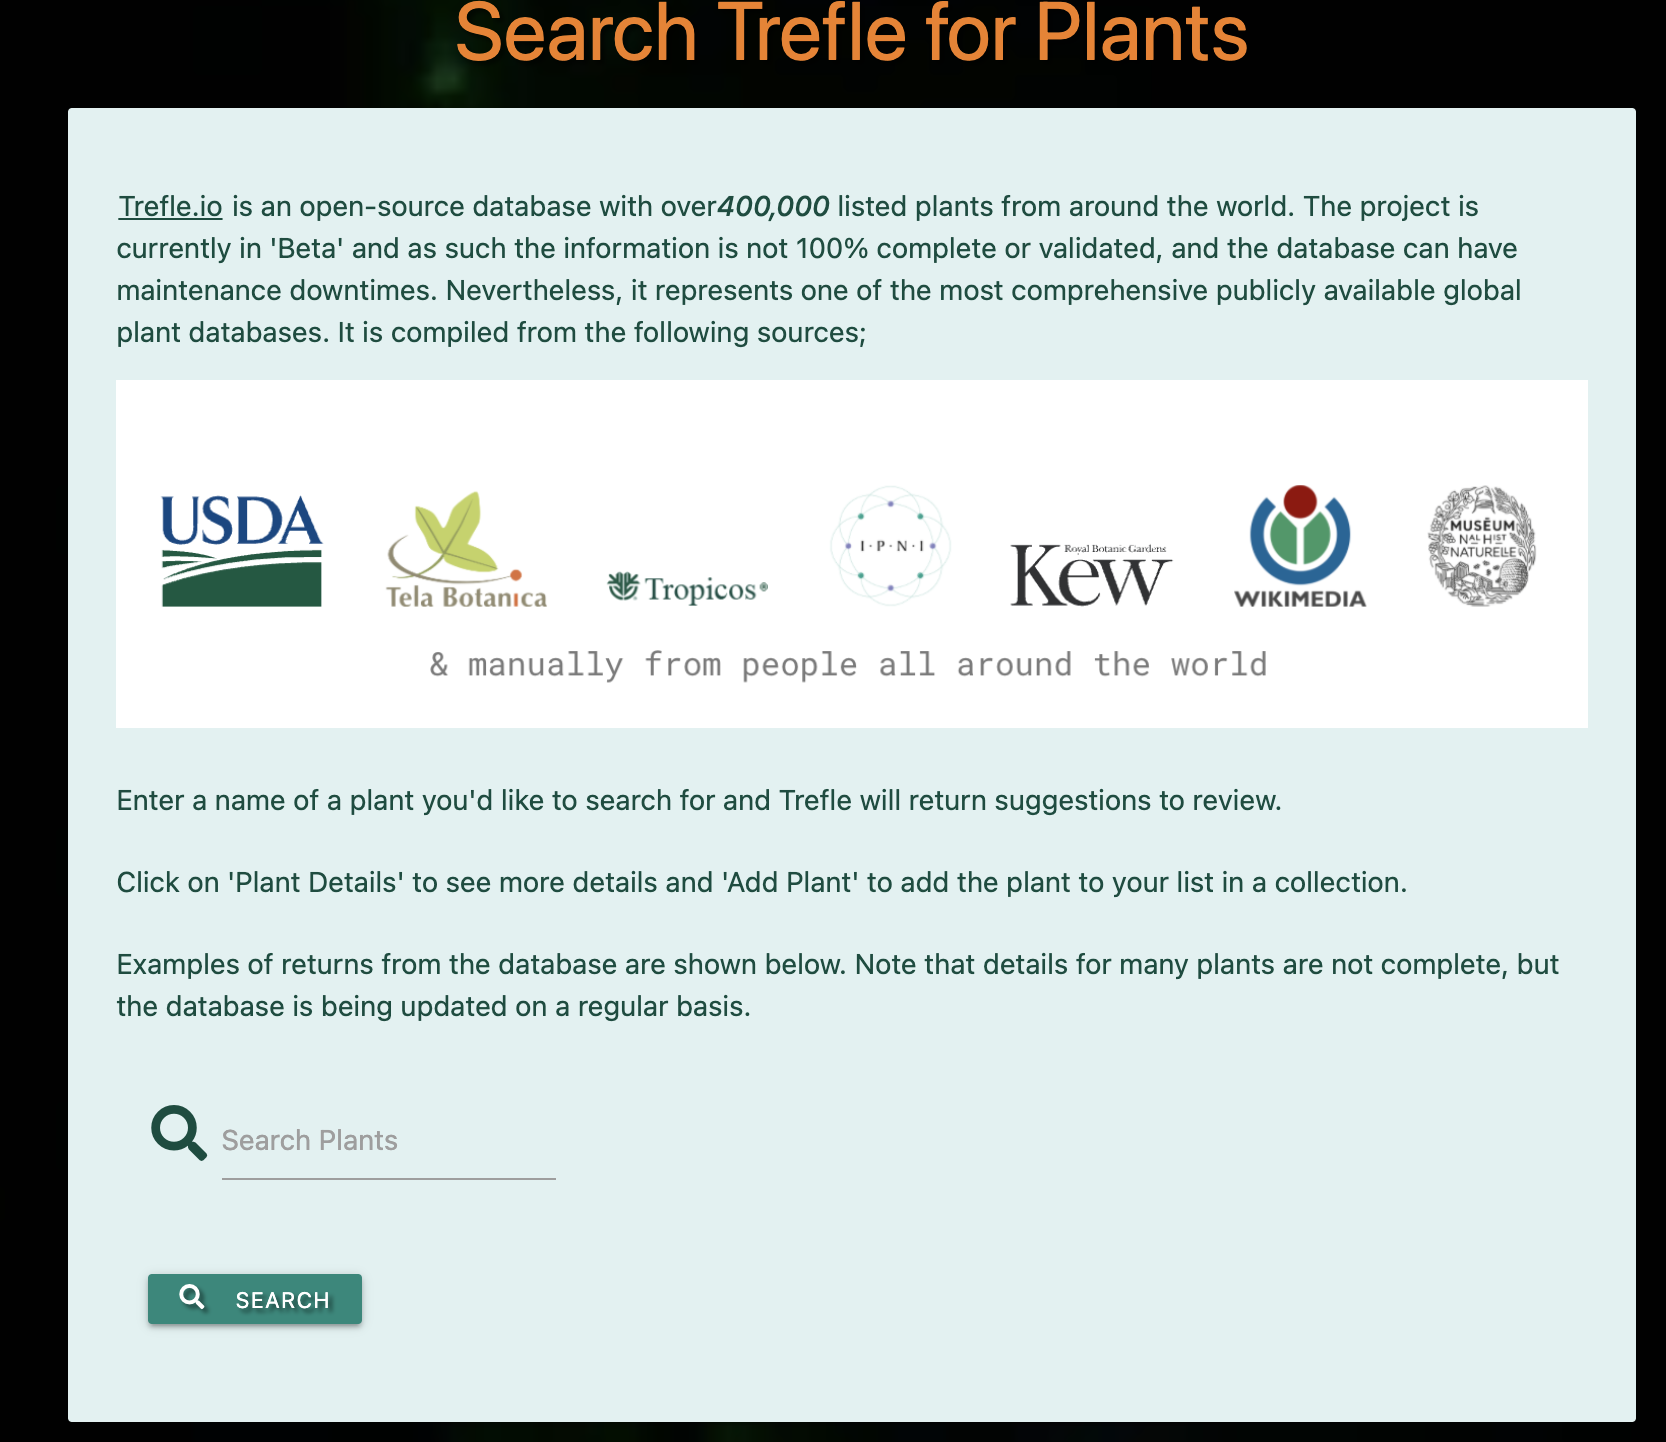 Search Trefle for Plants
Trefle.io is an open-source database with over400,000 listed plants from around the world. The project is
currently in 'Beta' and as such the information is not 100% complete or validated, and the database can have
maintenance downtimes. Nevertheless, it represents one of the most comprehensive publicly available global
plant databases. It is compiled from the following sources;
USDA
Tela Botanica
Tropicos®
I·P·N·I
Royal Botanic Gardens
Kew
WIKIMEDIA
MUSĒUM
NAL HIST
NATURELLE
& manually from people all around the world
Enter a name of a plant you'd like to search for and Trefle will return suggestions to review.
Click on 'Plant Details' to see more details and 'Add Plant' to add the plant to your list in a collection.
Examples of returns from the database are shown below. Note that details for many plants are not complete, but
the database is being updated on a regular basis.
Search Plants
SEARCH